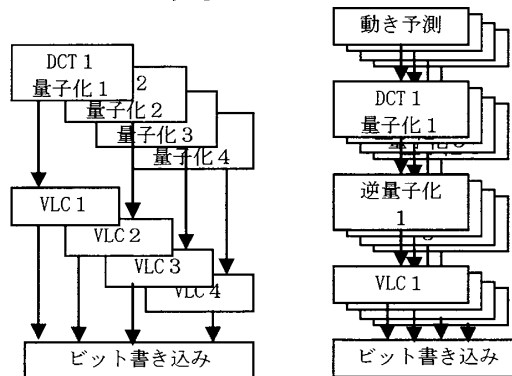 DCT 1
量子化 1
2
量子化 2
量子化 3
量子化 4
VLC 1
VLC 2
VLC 3
VLC 4
ビット書き込み
動き予測
DCT 1
量子化 1
逆量子化
1
VLC 1
ビット書き込み